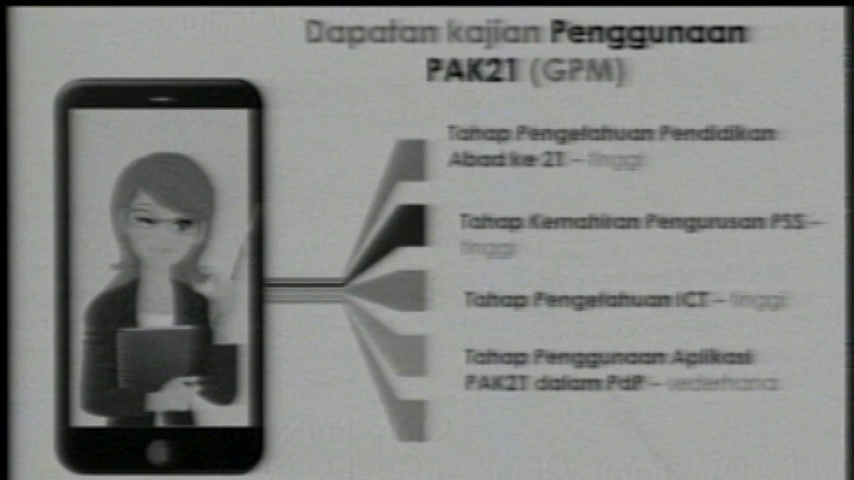 Dapatan kajian Penggunaan
PAK21 (GPM)
Tahap Pengetahuan Pendidikan
Abad ke 21 – tinggi
Tahap Kemahiran Pengurusan PSS –
tinggi
Tahap Pengetahuan ICT – tinggi
Tahap Penggunaan Aplikasi
PAK21 dalam PdP – sederhana